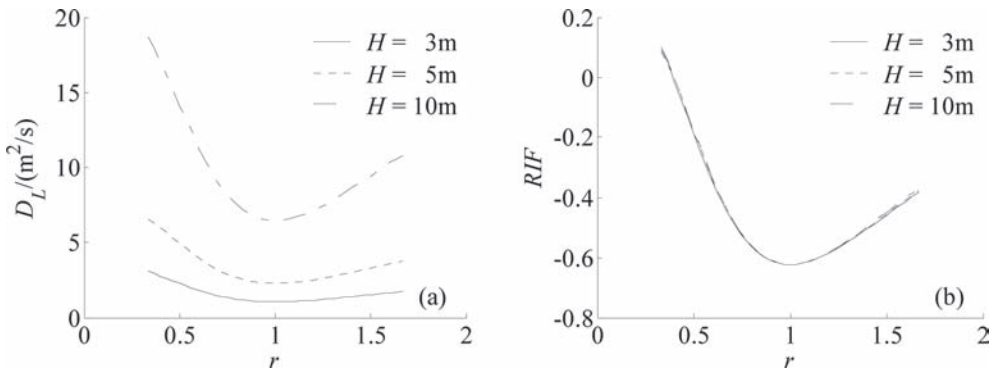 20
15
10
5
0
0 0.5 1 1.5 2
D_L/(m²/s)
r
H = 3m
H = 5m
H = 10m
(a)
0.2
0
-0.2
-0.4
-0.6
-0.8
0 0.5 1 1.5 2
RIF
r
H = 3m
H = 5m
H = 10m
(b)